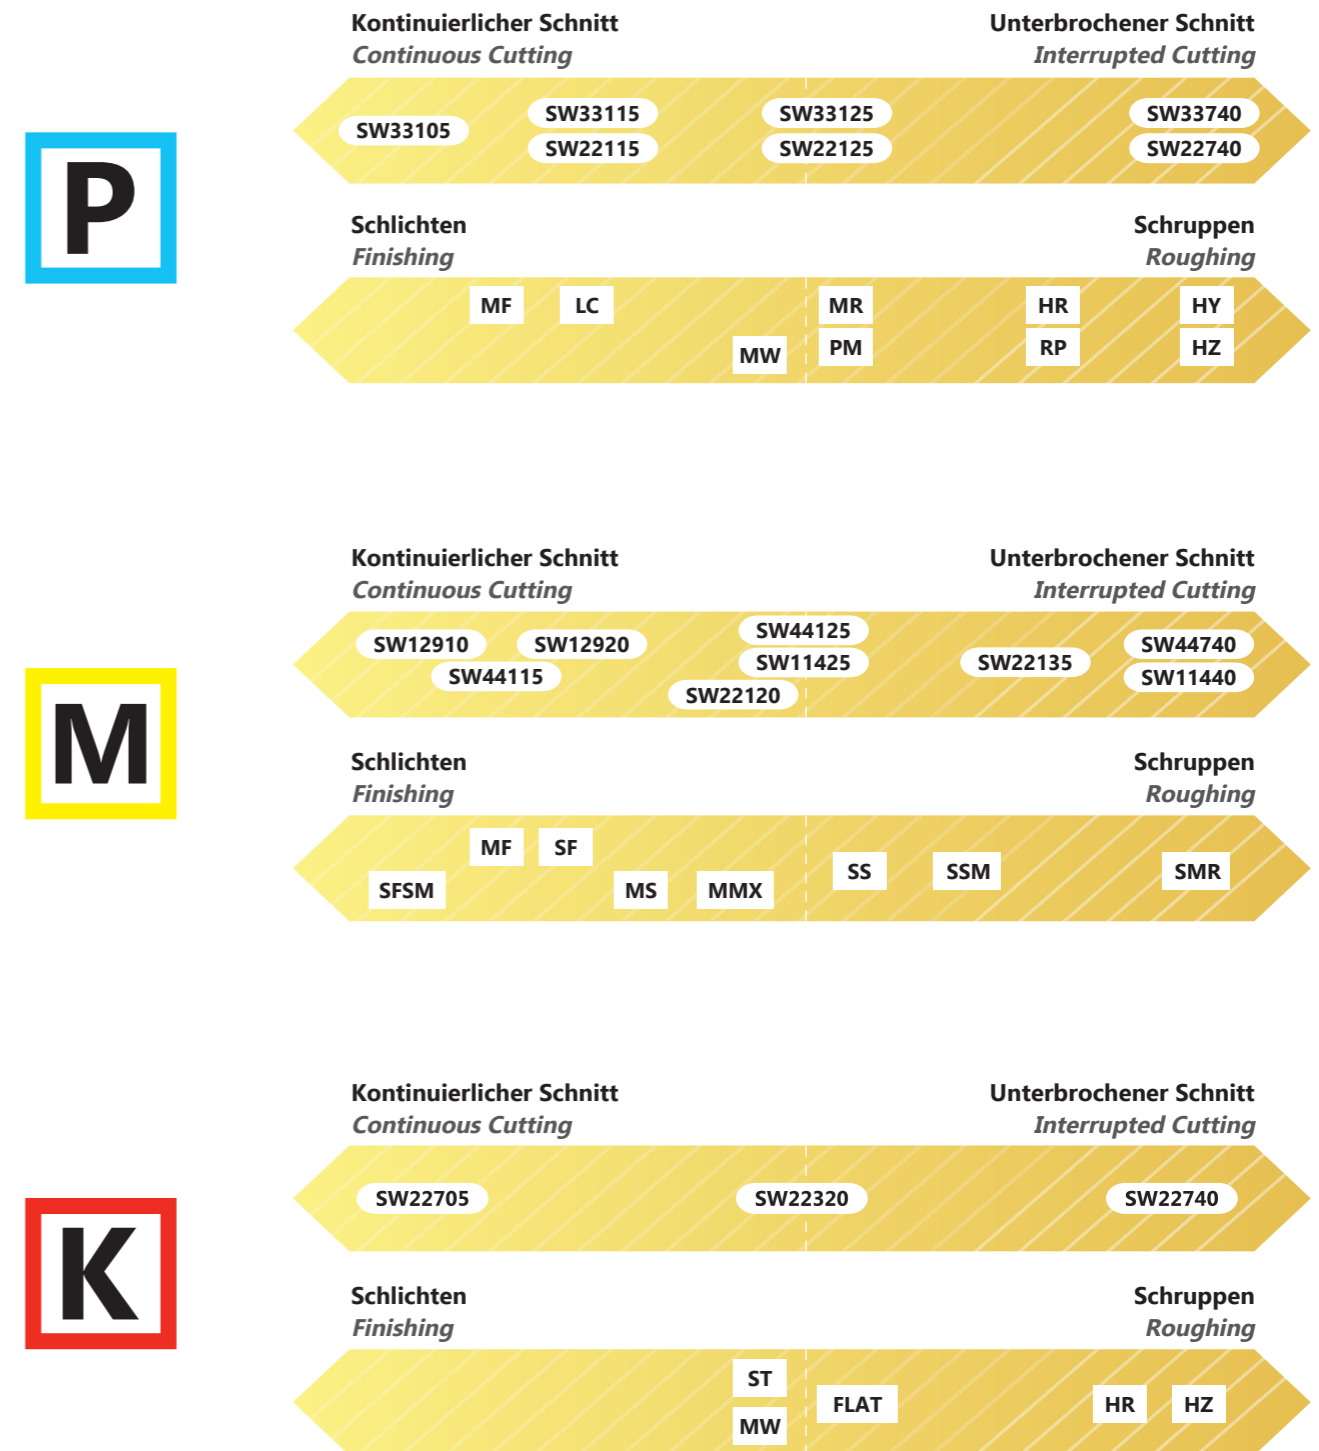 Kontinuierlicher Schnitt
Continuous Cutting
Unterbrochener Schnitt
Interrupted Cutting
P
SW33105
SW33115
SW22115
SW33125
SW22125
SW33740
SW22740
Schlichten
Finishing
Schruppen
Roughing
MF
LC
MW
MR
PM
HR
RP
HY
HZ
Kontinuierlicher Schnitt
Continuous Cutting
Unterbrochener Schnitt
Interrupted Cutting
M
SW12910
SW44115
SW12920
SW22120
SW44125
SW11425
SW22135
SW44740
SW11440
Schlichten
Finishing
Schruppen
Roughing
SFSM
MF
SF
MS
MMX
SS
SSM
SMR
Kontinuierlicher Schnitt
Continuous Cutting
Unterbrochener Schnitt
Interrupted Cutting
K
SW22705
SW22320
SW22740
Schlichten
Finishing
Schruppen
Roughing
ST
MW
FLAT
HR
HZ